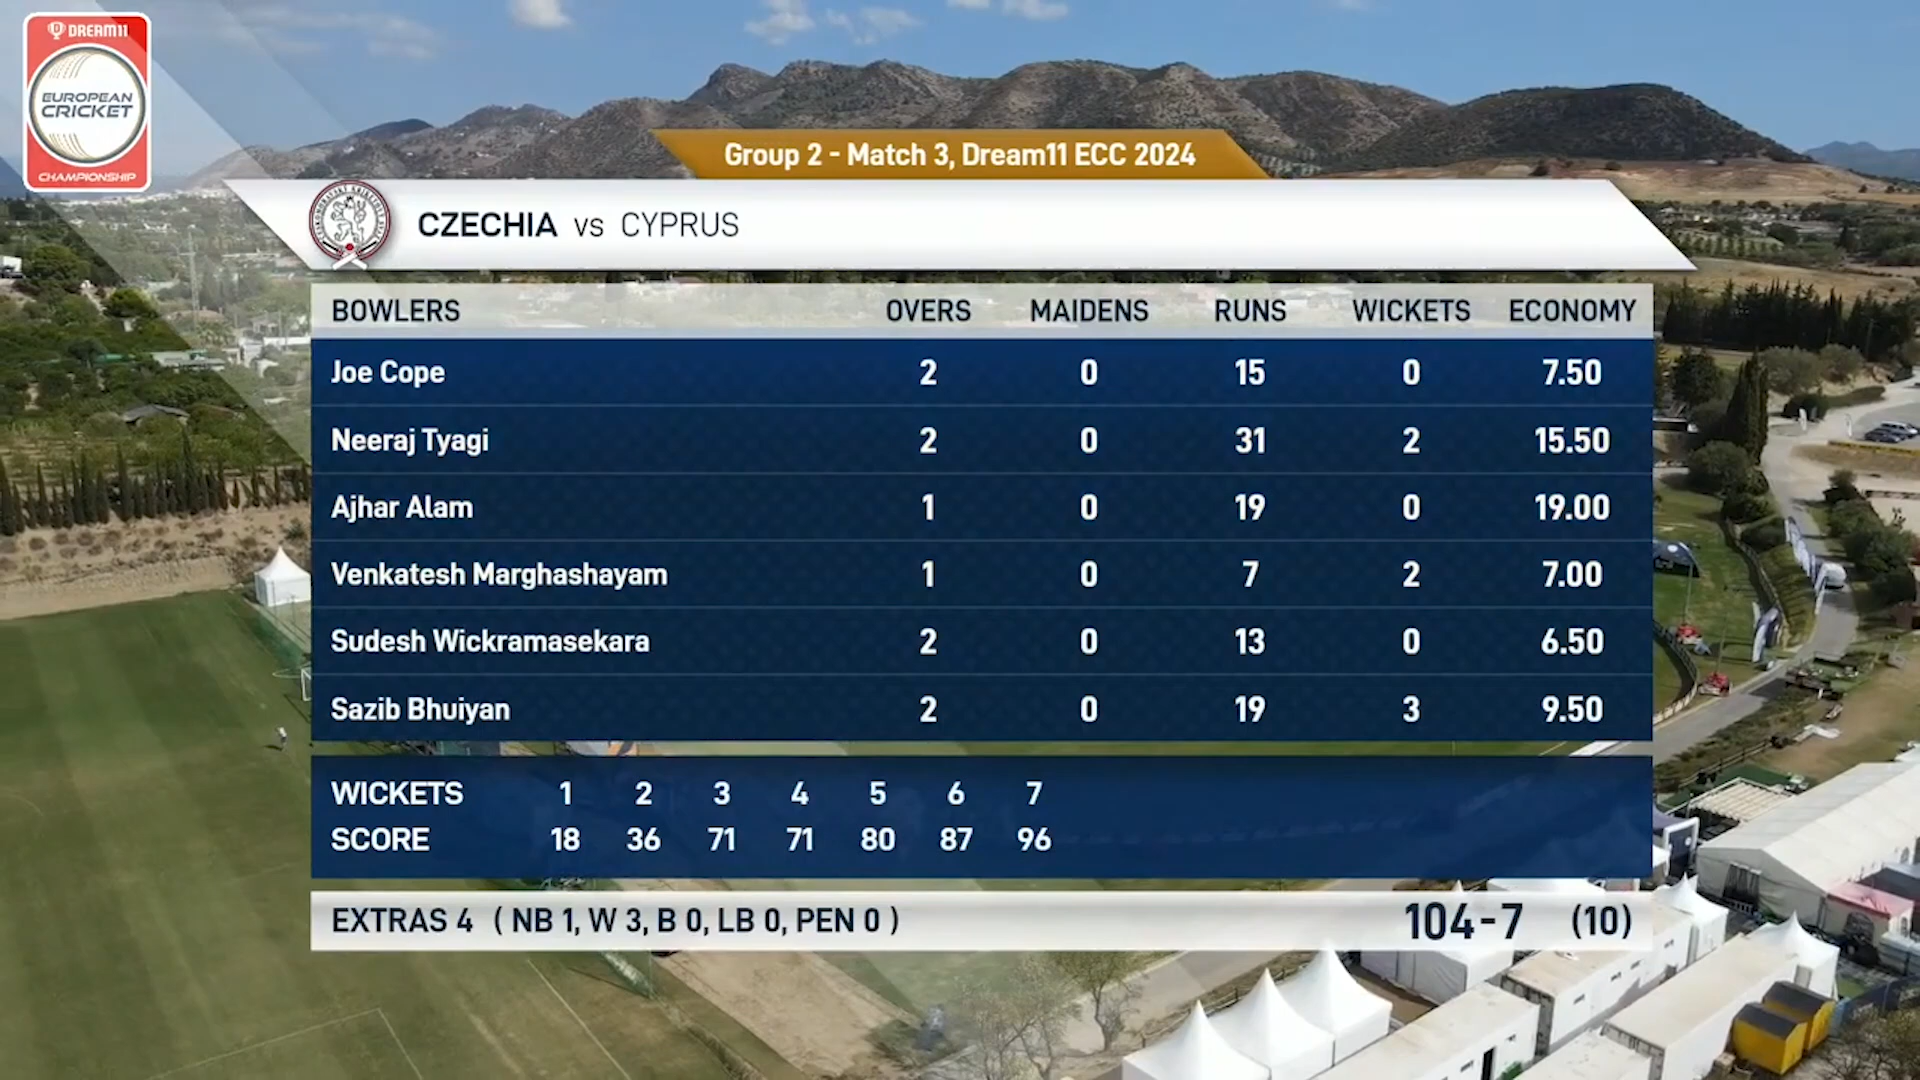 DREAM11
EUROPEAN
CRICKET
CHAMPIONSHIP
Group 2 - Match 3, Dream11 ECC 2024
CZECHIA vs CYPRUS
BOWLERS OVERS MAIDENS RUNS WICKETS ECONOMY
Joe Cope 2 0 15 0 7.50
Neeraj Tyagi 2 0 31 2 15.50
Ajhar Alam 1 0 19 0 19.00
Venkatesh Marghashayam 1 0 7 2 7.00
Sudesh Wickramasekara 2 0 13 0 6.50
Sazib Bhuiyan 2 0 19 3 9.50
WICKETS 1 2 3 4 5 6 7
SCORE 18 36 71 71 80 87 96
EXTRAS 4 ( NB 1, W 3, B 0, LB 0, PEN 0 ) 104-7 (10)